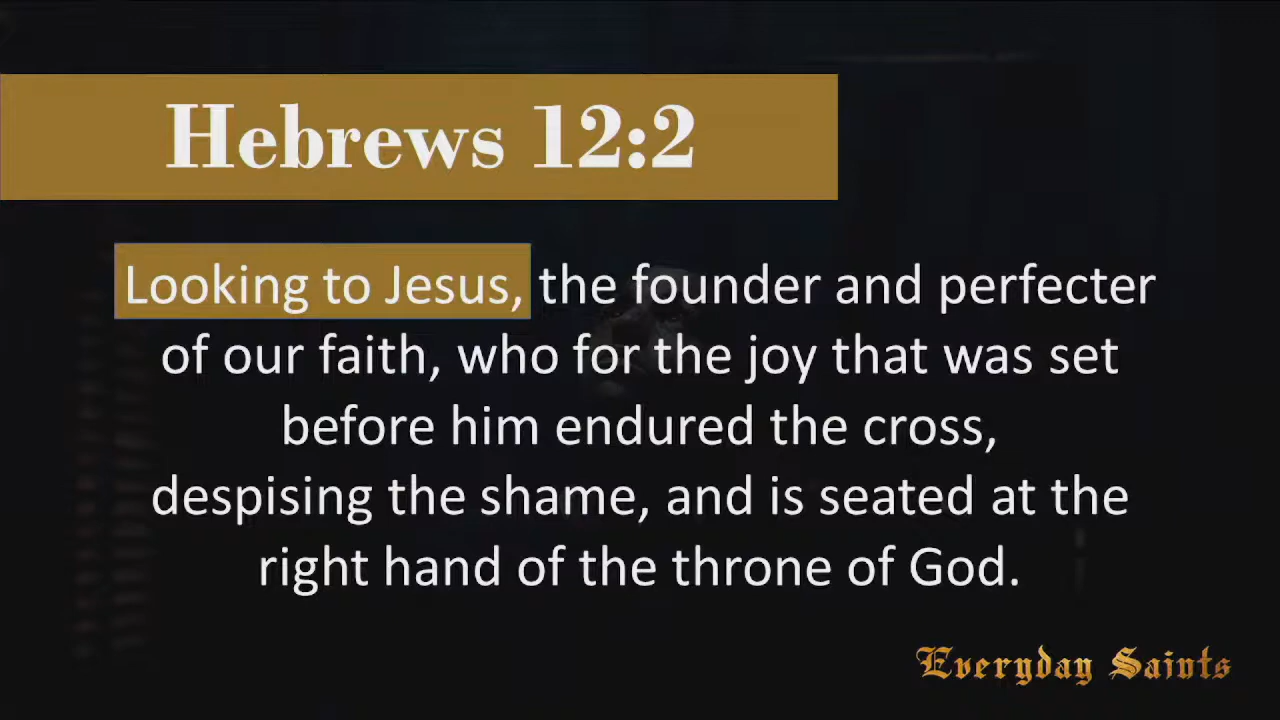 Hebrews 12:2
Looking to Jesus, the founder and perfecter
of our faith, who for the joy that was set
before him endured the cross,
despising the shame, and is seated at the
right hand of the throne of God.
Everyday Saints